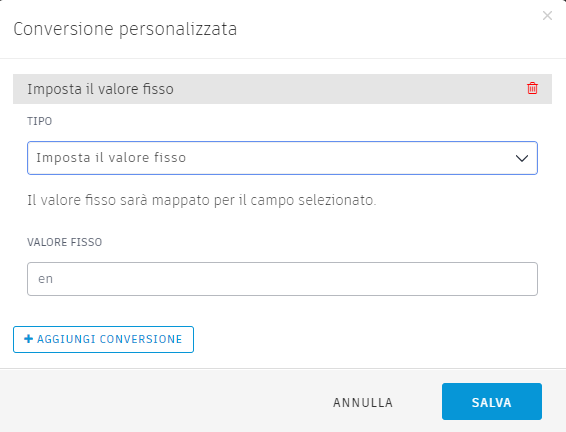 Conversione personalizzata
Imposta il valore fisso
TIPO
Imposta il valore fisso
Il valore fisso sarà mappato per il campo selezionato.
VALORE FISSO
en
+ AGGIUNGI CONVERSIONE
ANNULLA
SALVA